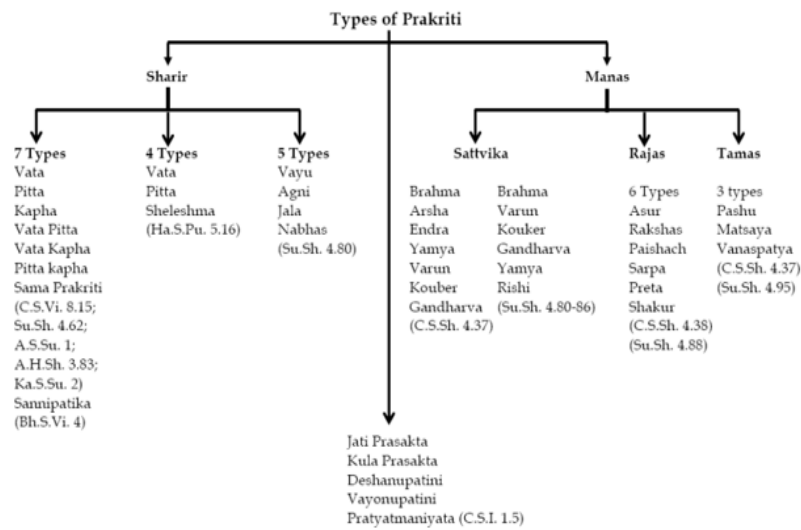 Types of Prakriti
Sharir
Manas
7 Types
Vata
Pitta
Kapha
Vata Pitta
Vata Kapha
Pitta kapha
Sama Prakriti
(C.S.Vi. 8.15;
Su.Sh. 4.62;
A.S.Su. 1;
A.H.Sh. 3.83;
Ka.S.Su. 2)
Sannipatika
(Bh.S.Vi. 4)
4 Types
Vata
Pitta
Sheleshma
(Ha.S.Pu. 5.16)
5 Types
Vayu
Agni
Jala
Nabhas
(Su.Sh. 4.80)
Sattvika
Brahma
Arsha
Endra
Yamya
Varun
Kouber
Gandharva
(C.S.Sh. 4.37)
Brahma
Varun
Kouker
Gandharva
Yamya
Rishi
(Su.Sh. 4.80-86)
Rajas
6 Types
Asur
Rakshas
Paishach
Sarpa
Preta
Shakur
(C.S.Sh. 4.38)
(Su.Sh. 4.88)
Tamas
3 types
Pashu
Matsaya
Vanaspatya
(C.S.Sh. 4.37)
(Su.Sh. 4.95)
Jati Prasakta
Kula Prasakta
Deshanupatini
Vayonupatini
Pratyatmaniyata (C.S.I. 1.5)